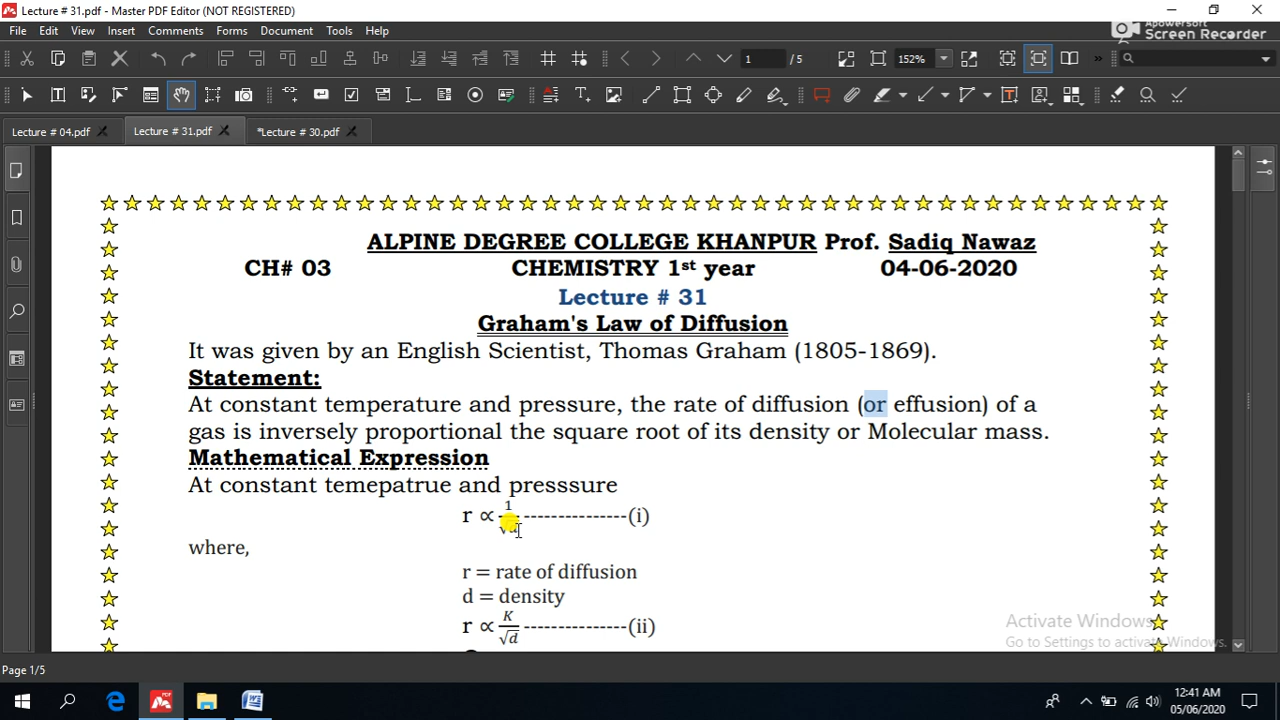 Lecture # 31.pdf - Master PDF Editor (NOT REGISTERED)
File Edit View Insert Comments Forms Document Tools Help
Apowersoft
Screen Recorder
1 / 5 152%
Lecture # 04.pdf Lecture # 31.pdf *Lecture # 30.pdf
ALPINE DEGREE COLLEGE KHANPUR Prof. Sadiq Nawaz
CH# 03 CHEMISTRY 1st year 04-06-2020
Lecture # 31
Graham's Law of Diffusion
It was given by an English Scientist, Thomas Graham (1805-1869).
Statement:
At constant temperature and pressure, the rate of diffusion (or effusion) of a
gas is inversely proportional the square root of its density or Molecular mass.
Mathematical Expression
At constant temepatrue and presssure
r ∝ 1/√d ---------------(i)
where,
r = rate of diffusion
d = density
r ∝ K/√d ---------------(ii)
Activate Windows
Go to Settings to activate Windows.
Page 1/5
12:41 AM
05/06/2020